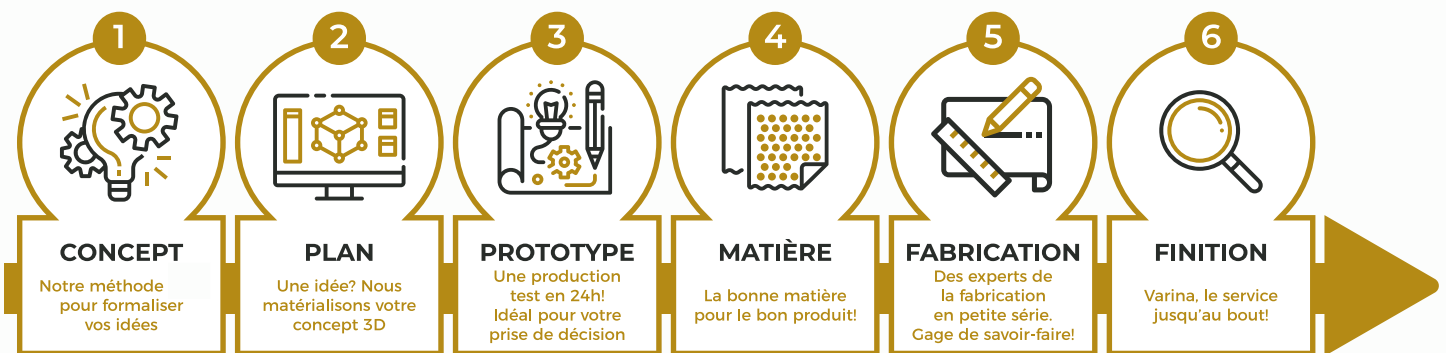 1
CONCEPT
Notre méthode
pour formaliser
vos idées
2
PLAN
Une idée? Nous
matérialisons votre
concept 3D
3
PROTOTYPE
Une production
test en 24h!
Idéal pour votre
prise de décision
4
MATIÈRE
La bonne matière
pour le bon produit!
5
FABRICATION
Des experts de
la fabrication
en petite série.
Gage de savoir-faire!
6
FINITION
Varina, le service
jusqu'au bout!